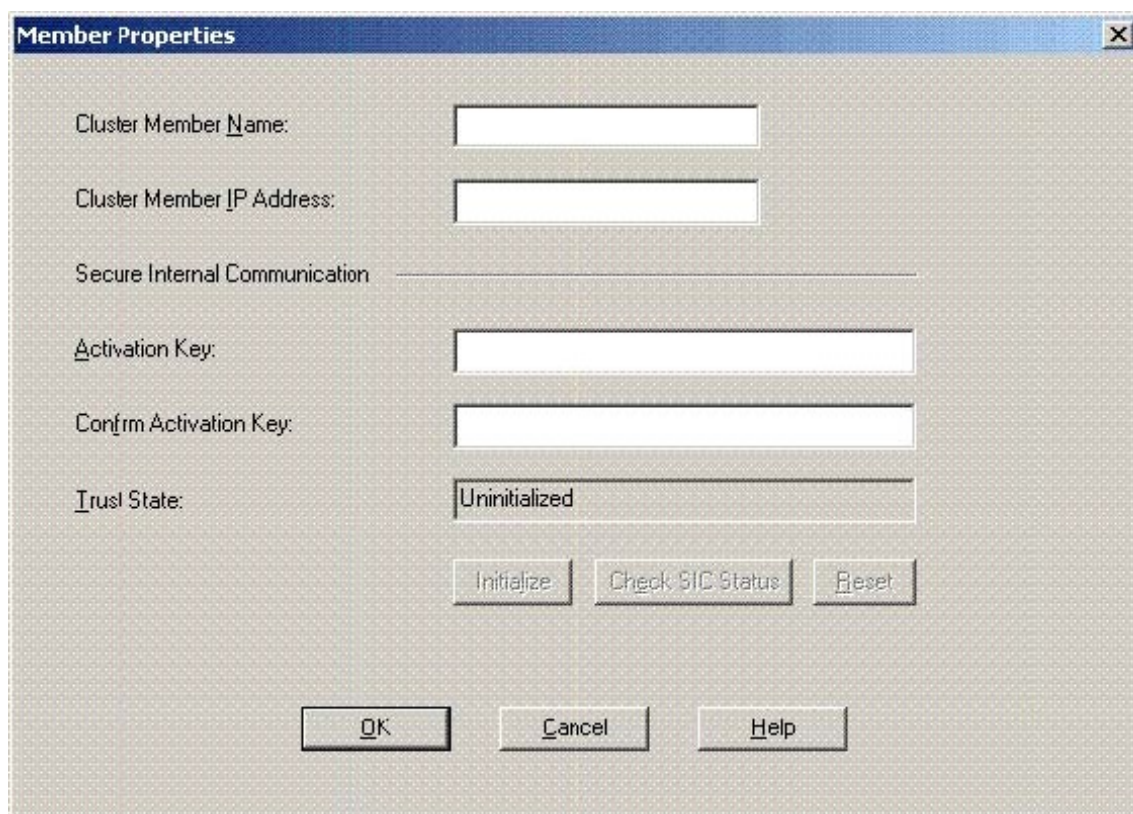 Member Properties
Cluster Member Name:
Cluster Member IP Address:
Secure Internal Communication
Activation Key:
Confirm Activation Key:
Trust State:
Uninitialized
Initialize
Check SIC Status
Reset
OK
Cancel
Help